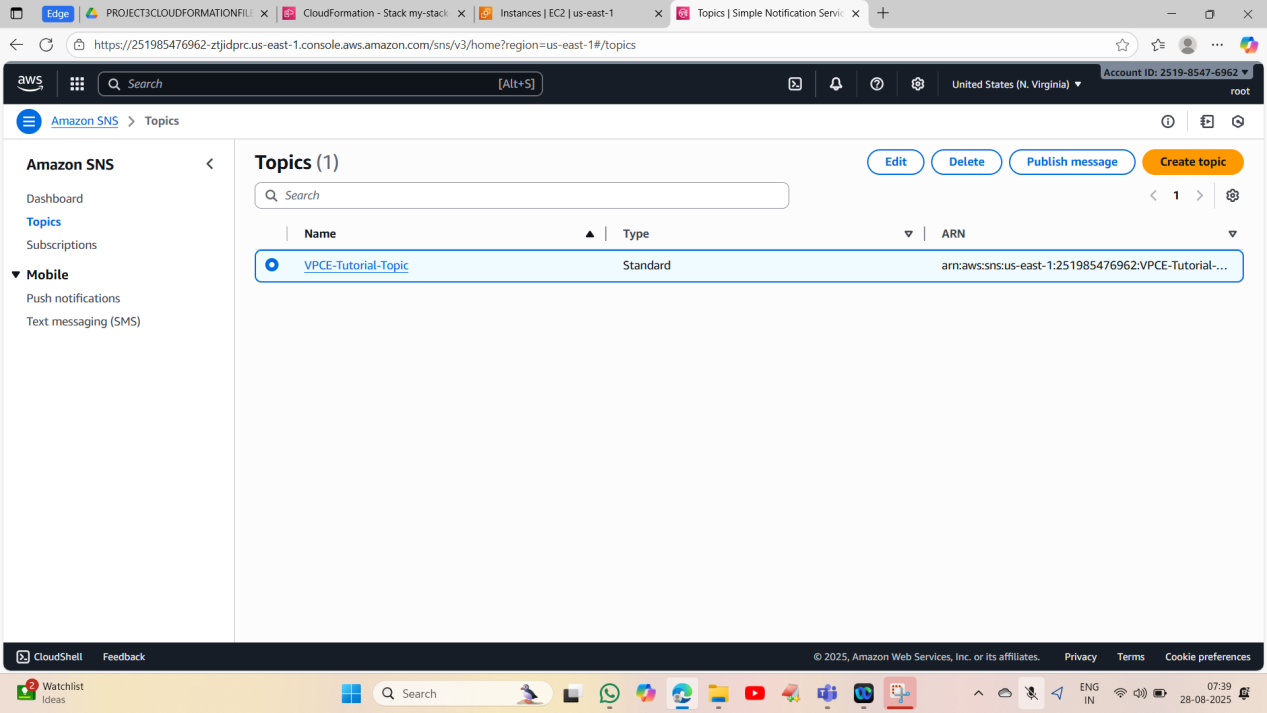 Edge
PROJECT3CLOUDFORMATIONFILE
CloudFormation - Stack my-stack
Instances | EC2 | us-east-1
Topics | Simple Notification Servic
https://251985476962-ztjidprc.us-east-1.console.aws.amazon.com/sns/v3/home?region=us-east-1#/topics
aws
Search
[Alt+S]
United States (N. Virginia)
Account ID: 2519-8547-6962
root
Amazon SNS
Topics
Amazon SNS
Dashboard
Topics
Subscriptions
Mobile
Push notifications
Text messaging (SMS)
Topics (1)
Edit
Delete
Publish message
Create topic
Search
1
Name
Type
ARN
VPCE-Tutorial-Topic
Standard
arn:aws:sns:us-east-1:251985476962:VPCE-Tutorial-...
CloudShell
Feedback
© 2025, Amazon Web Services, Inc. or its affiliates.
Privacy
Terms
Cookie preferences
2
Watchlist
Ideas
Search
ENG
IN
07:39
28-08-2025